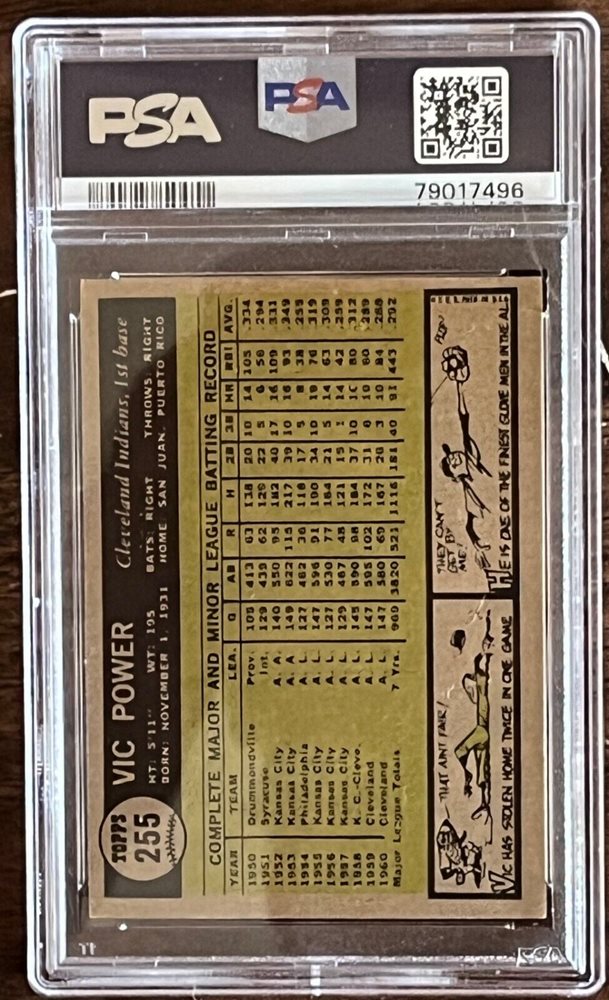 PSA
PSA
79017496
TOPPS
255
VIC POWER
Cleveland Indians, 1st base
HT: 5'11" WT: 195 BATS: RIGHT THROWS: RIGHT
BORN: NOVEMBER 1, 1931 HOME: SAN JUAN, PUERTO RICO
COMPLETE MAJOR AND MINOR LEAGUE BATTING RECORD
YEAR TEAM LEA. G AB R H 2B 3B HR RBI AVG.
1950 Drummondville Prov. 105 413 63 138 20 10 14 105 .334
1951 Syracuse Int. 129 439 62 129 22 5 6 56 .294
1952 Kansas City A. A. 140 550 95 182 40 17 16 109 .331
1953 Kansas City A. A. 149 622 115 217 39 10 16 93 .349
1954 Philadelphia A. L. 127 462 36 118 17 5 8 38 .255
1955 Kansas City A. L. 147 596 91 190 34 10 19 76 .319
1956 Kansas City A. L. 127 530 77 164 21 5 14 63 .309
1957 Kansas City A. L. 129 467 48 121 15 1 14 42 .259
1958 K. C.-Cleve. A. L. 145 590 98 184 37 10 16 80 .312
1959 Cleveland A. L. 147 595 102 172 31 6 10 60 .289
1960 Cleveland A. L. 147 580 69 167 26 3 10 84 .288
Major League Totals 7 Yrs. 969 3820 521 1116 181 40 91 443 .292
THAT AIN'T FAIR!
VIC HAS STOLEN HOME TWICE IN ONE GAME
THEY CAN'T
GET BY
ME!
POW
HE IS ONE OF THE FINEST GLOVE MEN IN THE A.L.
PSA